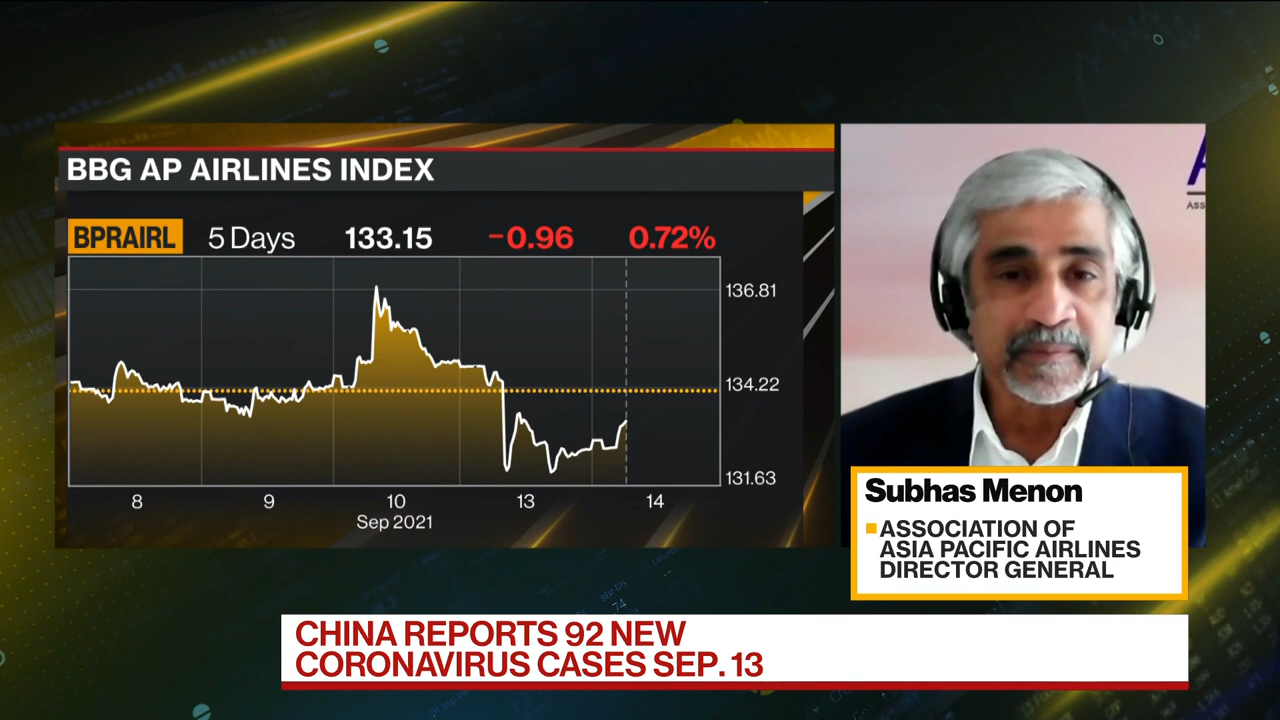 BBG AP AIRLINES INDEX
BPRAIRL 5 Days 133.15 -0.96 0.72%
136.81
134.22
131.63
8 9 10 13 14
Sep 2021
A
Ass
Subhas Menon
ASSOCIATION OF
ASIA PACIFIC AIRLINES
DIRECTOR GENERAL
CHINA REPORTS 92 NEW
CORONAVIRUS CASES SEP. 13